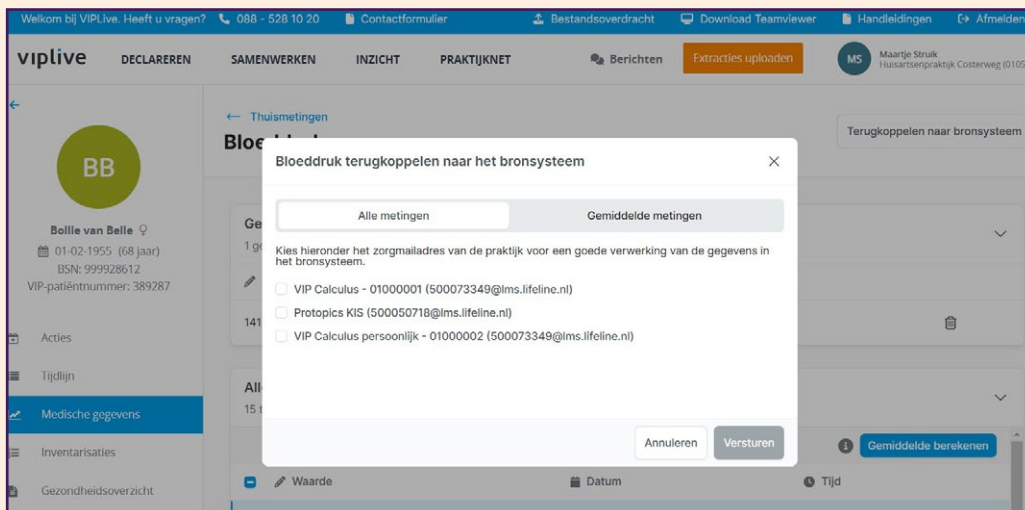 Welkom bij VIPLive. Heeft u vragen? 088 - 528 10 20 Contactformulier Bestandsoverdracht Download Teamviewer Handleidingen Afmelden
viplive DECLAREREN SAMENWERKEN INZICHT PRAKTIJKNET Berichten Extracties uploaden MS Maartje Struik
Huisartsenpraktijk Costerweg (0105
Thuismetingen
Terugkoppelen naar bronsysteem
BB
Bollie van Belle
01-02-1955 (68 jaar)
BSN: 999928612
VIP-patiëntnummer: 389287
Acties
Tijdlijn
Medische gegevens
Inventarisaties
Gezondheidsoverzicht
Bloeddruk terugkoppelen naar het bronsysteem
Alle metingen Gemiddelde metingen
Kies hieronder het zorgmailadres van de praktijk voor een goede verwerking van de gegevens in
het bronsysteem.
VIP Calculus - 01000001 (500073349@lms.lifeline.nl)
Protopics KIS (500050718@lms.lifeline.nl)
VIP Calculus persoonlijk - 01000002 (500073349@lms.lifeline.nl)
Annuleren Versturen
141
15 t
Gemiddelde berekenen
Waarde Datum Tijd